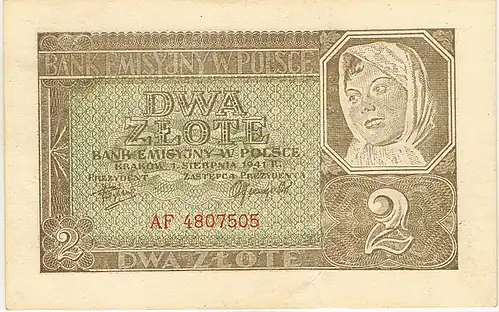 BANK EMISYJNY W POLSCE
DWA
ZŁOTE
BANK EMISYJNY W POLSCE
KRAKÓW 1. SIERPNIA 1941 R.
PREZYDENT ZASTĘPCA PREZYDENTA
AF 4807505
2 2
DWA ZŁOTE